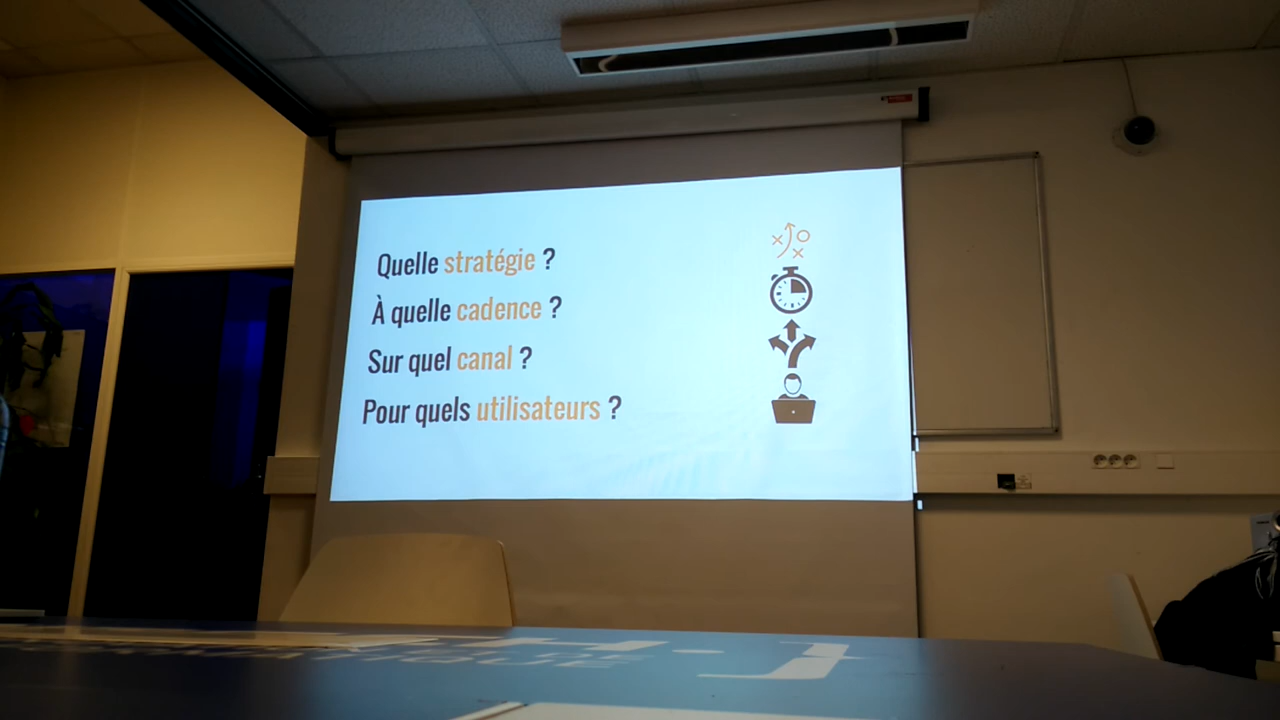 Quelle stratégie ?
À quelle cadence ?
Sur quel canal ?
Pour quels utilisateurs ?